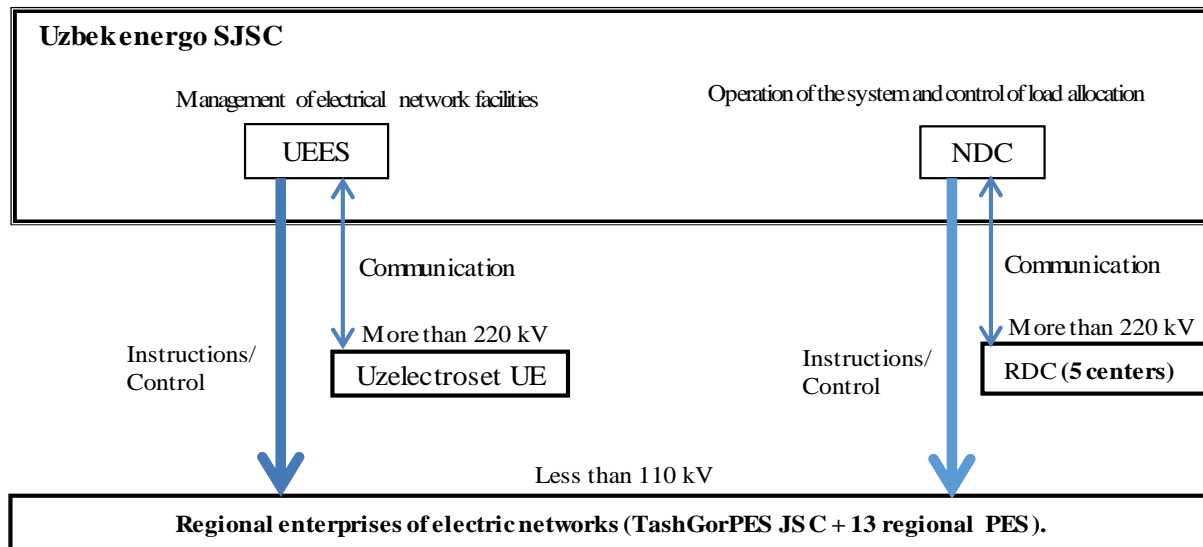 Uzbekenergo SJSC
Management of electrical network facilities
Operation of the system and control of load allocation
UEES
NDC
Communication
Communication
More than 220 kV
More than 220 kV
Instructions/
Control
Uzelectroset UE
Instructions/
Control
RDC (5 centers)
Less than 110 kV
Regional enterprises of electric networks (TashGorPES JSC + 13 regional PES).